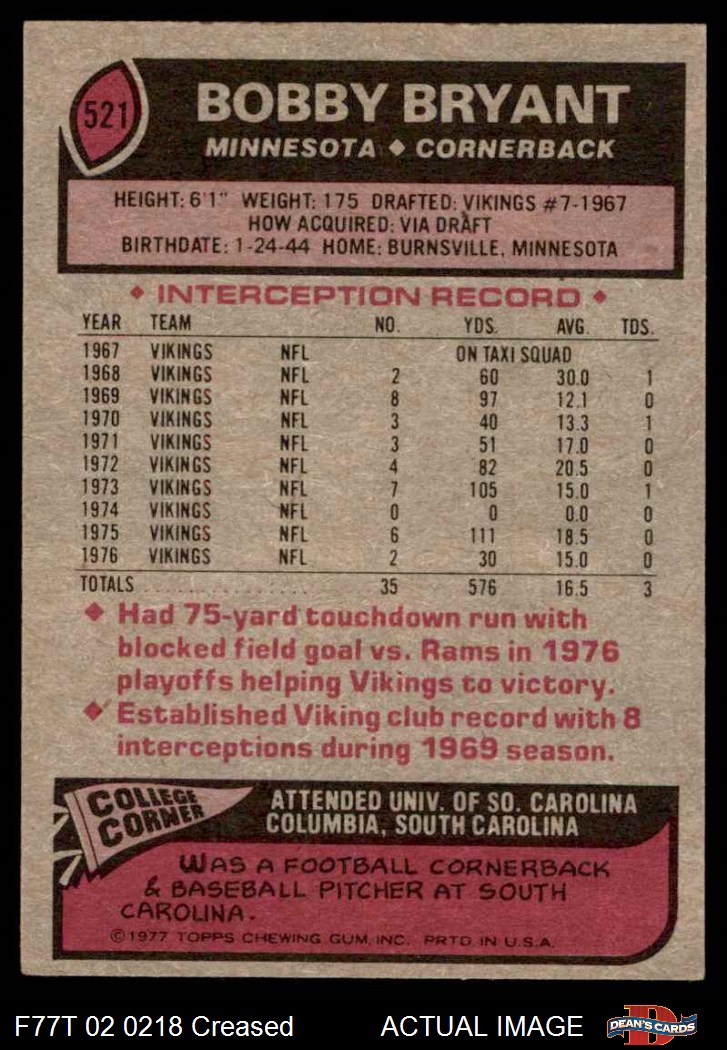 521
BOBBY BRYANT
MINNESOTA ◆ CORNERBACK
HEIGHT: 6'1" WEIGHT: 175 DRAFTED: VIKINGS #7-1967
HOW ACQUIRED: VIA DRAFT
BIRTHDATE: 1-24-44 HOME: BURNSVILLE, MINNESOTA
◆ INTERCEPTION RECORD ◆
YEAR TEAM NO. YDS. AVG. TDS.
1967 VIKINGS NFL ON TAXI SQUAD
1968 VIKINGS NFL 2 60 30.0 1
1969 VIKINGS NFL 8 97 12.1 0
1970 VIKINGS NFL 3 40 13.3 1
1971 VIKINGS NFL 3 51 17.0 0
1972 VIKINGS NFL 4 82 20.5 0
1973 VIKINGS NFL 7 105 15.0 1
1974 VIKINGS NFL 0 0 0.0 0
1975 VIKINGS NFL 6 111 18.5 0
1976 VIKINGS NFL 2 30 15.0 0
TOTALS . . . . . . . . . . . . . . . . 35 576 16.5 3
◆ Had 75-yard touchdown run with
blocked field goal vs. Rams in 1976
playoffs helping Vikings to victory.
◆ Established Viking club record with 8
interceptions during 1969 season.
COLLEGE
CORNER
ATTENDED UNIV. OF SO. CAROLINA
COLUMBIA, SOUTH CAROLINA
WAS A FOOTBALL CORNERBACK
& BASEBALL PITCHER AT SOUTH
CAROLINA.
©1977 TOPPS CHEWING GUM, INC. PRTD. IN U.S.A.
F77T 02 0218 Creased ACTUAL IMAGE
D
DEAN'S CARDS